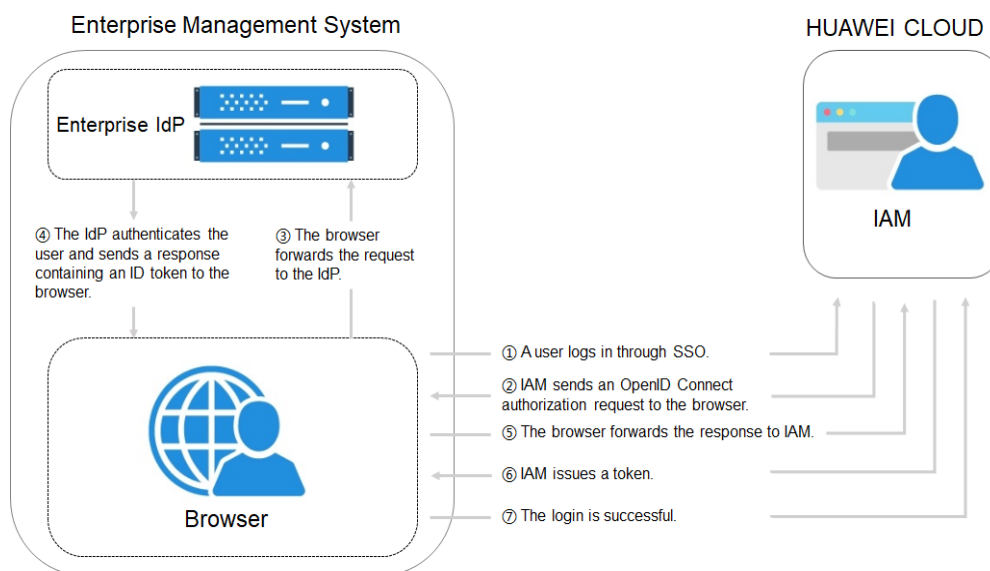 Enterprise Management System
HUAWEI CLOUD
Enterprise IdP
IAM
④ The IdP authenticates the
user and sends a response
containing an ID token to the
browser.
③ The browser
forwards the request
to the IdP.
① A user logs in through SSO.
② IAM sends an OpenID Connect
authorization request to the browser.
⑤ The browser forwards the response to IAM.
⑥ IAM issues a token.
⑦ The login is successful.
Browser